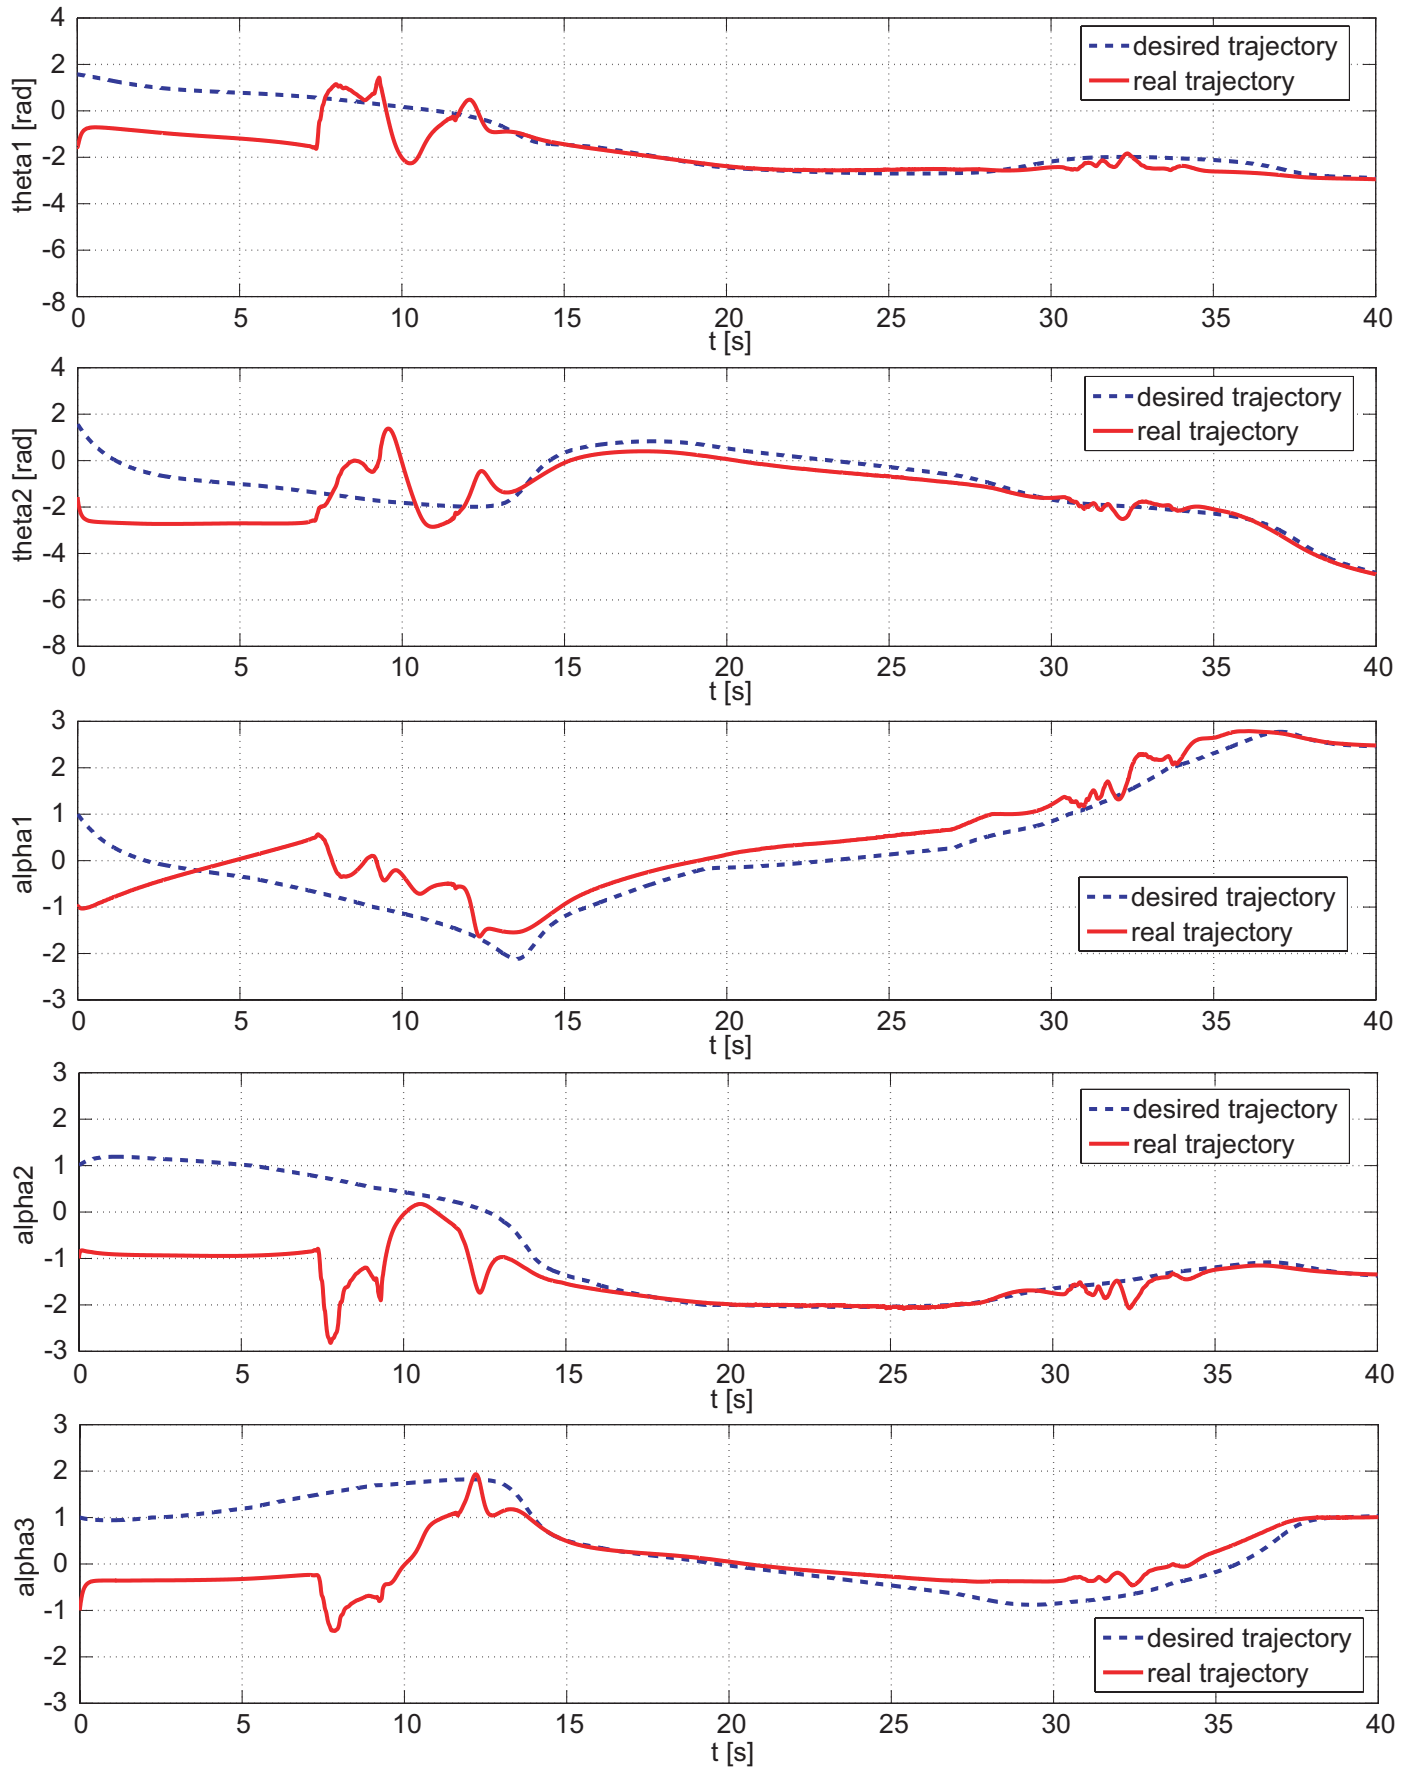 4
2
0
-2
-4
-6
-8
theta1 [rad]
desired trajectory
real trajectory
0 5 10 15 20 25 30 35 40
t [s]
4
2
0
-2
-4
-6
-8
theta2 [rad]
desired trajectory
real trajectory
0 5 10 15 20 25 30 35 40
t [s]
3
2
1
0
-1
-2
-3
alpha1
desired trajectory
real trajectory
0 5 10 15 20 25 30 35 40
t [s]
3
2
1
0
-1
-2
-3
alpha2
desired trajectory
real trajectory
0 5 10 15 20 25 30 35 40
t [s]
3
2
1
0
-1
-2
-3
alpha3
desired trajectory
real trajectory
0 5 10 15 20 25 30 35 40
t [s]